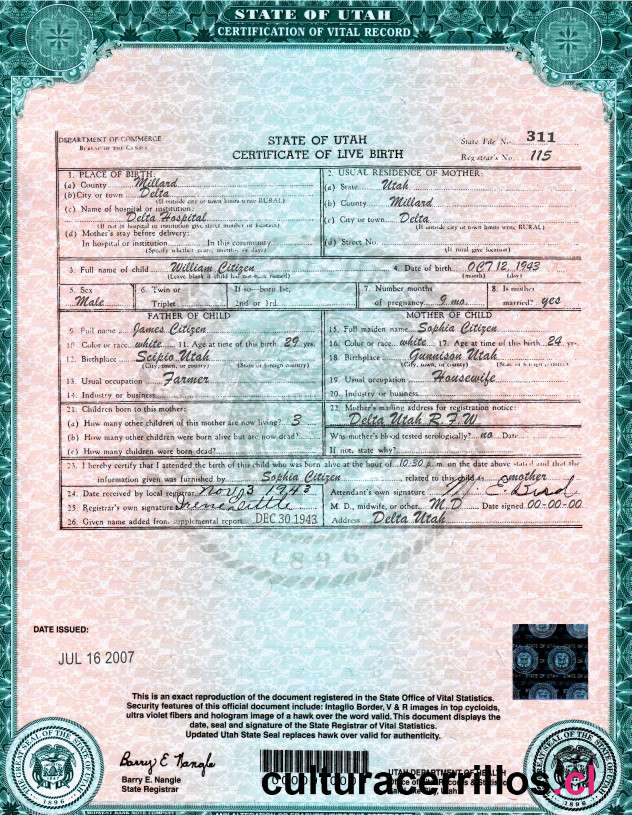 STATE OF UTAH
CERTIFICATION OF VITAL RECORD
DEPARTMENT OF COMMERCE
BUREAU OF THE CENSUS
STATE OF UTAH
CERTIFICATE OF LIVE BIRTH
State File No. 311
Registrar's No. 115
1. PLACE OF BIRTH:
(a) County Millard
(b) City or town Delta
(If outside city or town limits write RURAL)
(c) Name of hospital or institution:
Delta Hospital
(If not in hospital or institution give street number or location)
(d) Mother's stay before delivery:
In hospital or institution In this community
(Specify whether years, months or days)
2. USUAL RESIDENCE OF MOTHER:
(a) State Utah
(b) County Millard
(c) City or town Delta
(If outside city or town limits write, RURAL)
(d) Street No.
(If rural give location)
3. Full name of child William Citizen 4. Date of birth OCT 12, 1943
(month) (day)
5. Sex Male
6. Twin or Triplet
If so—born 1st, 2nd or 3rd
7. Number months of pregnancy 9 mo.
8. Is mother married? yes
FATHER OF CHILD
9. Full name James Citizen
10. Color or race white 11. Age at time of this birth 29 yrs.
12. Birthplace Scipio Utah
(City, town, or county) (State or foreign country)
13. Usual occupation Farmer
14. Industry or business
MOTHER OF CHILD
15. Full maiden name Sophia Citizen
16. Color or race white 17. Age at time of this birth 24 yrs.
18. Birthplace Gunnison Utah
(City, town, or county) (State or foreign country)
19. Usual occupation Housewife
20. Industry or business
21. Children born to this mother:
(a) How many other children of this mother are now living? 3
(b) How many other children were born alive but are now dead?
(c) How many children were born dead?
22. Mother's mailing address for registration notice:
Delta Utah R.F.W.
Was mother's blood tested serologically? no Date
If not, state why?
23. I hereby certify that I attended the birth of this child who was born alive at the hour of 10:30 p. m. on the date above stated and that the
information given was furnished by Sophia Citizen related to this child as mother
24. Date received by local registrar Nov 3 1943
25. Registrar's own signature
26. Given name added from supplemental report DEC 30 1943
Attendant's own signature
M. D., midwife, or other M.D. Date signed 00-00-00
Address Delta Utah
1896
DATE ISSUED:
JUL 16 2007
This is an exact reproduction of the document registered in the State Office of Vital Statistics.
Security features of this official document include: Intaglio Border, V & R images in top cycloids,
ultra violet fibers and hologram image of a hawk over the word valid. This document displays the
date, seal and signature of the State Registrar of Vital Statistics.
Updated Utah State Seal replaces hawk over valid for authenticity.
Barry E Nangle
Barry E. Nangle
State Registrar
UTAH DEPARTMENT OF HEALTH
THE GREAT SEAL OF THE STATE OF UTAH
1896
THE GREAT SEAL OF THE STATE OF UTAH
1896
culturacerrillos.cl